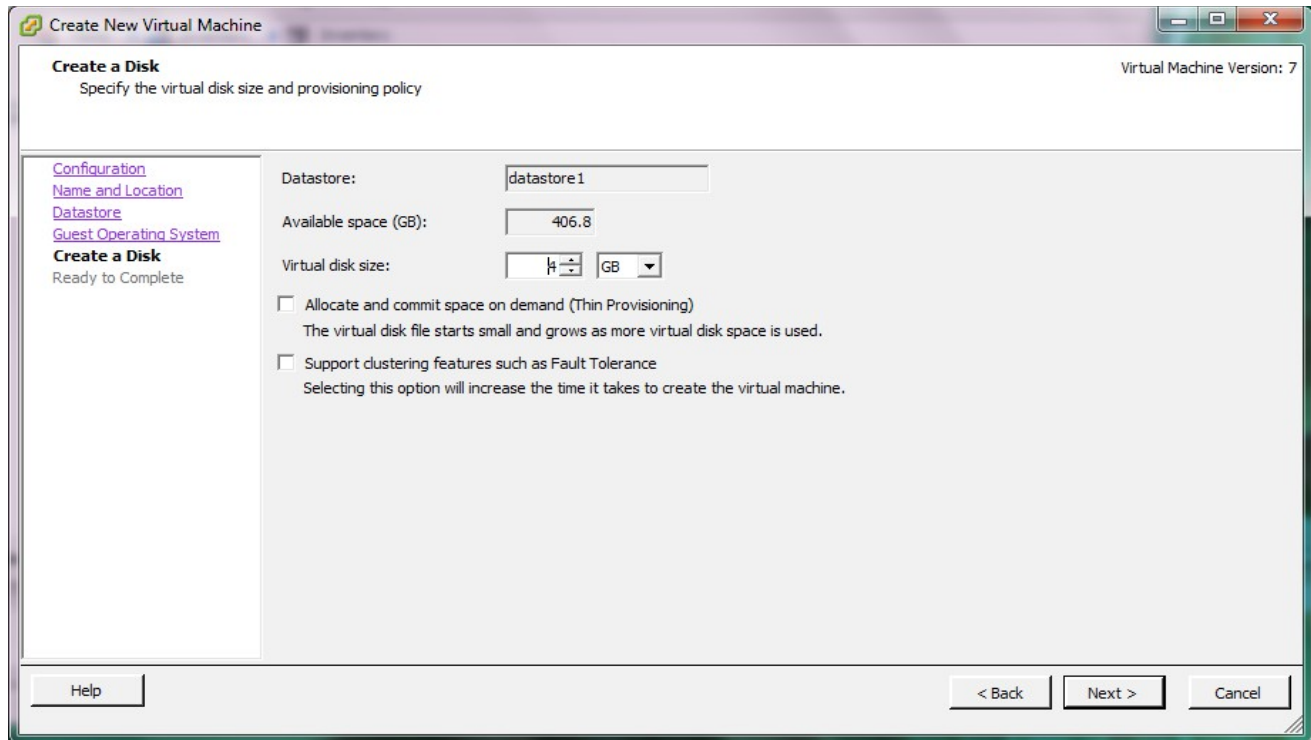 Create New Virtual Machine
Create a Disk
Specify the virtual disk size and provisioning policy
Virtual Machine Version: 7
Configuration
Name and Location
Datastore
Guest Operating System
Create a Disk
Ready to Complete
Datastore:
datastore1
Available space (GB):
406.8
Virtual disk size:
4
GB
Allocate and commit space on demand (Thin Provisioning)
The virtual disk file starts small and grows as more virtual disk space is used.
Support clustering features such as Fault Tolerance
Selecting this option will increase the time it takes to create the virtual machine.
Help
< Back
Next >
Cancel